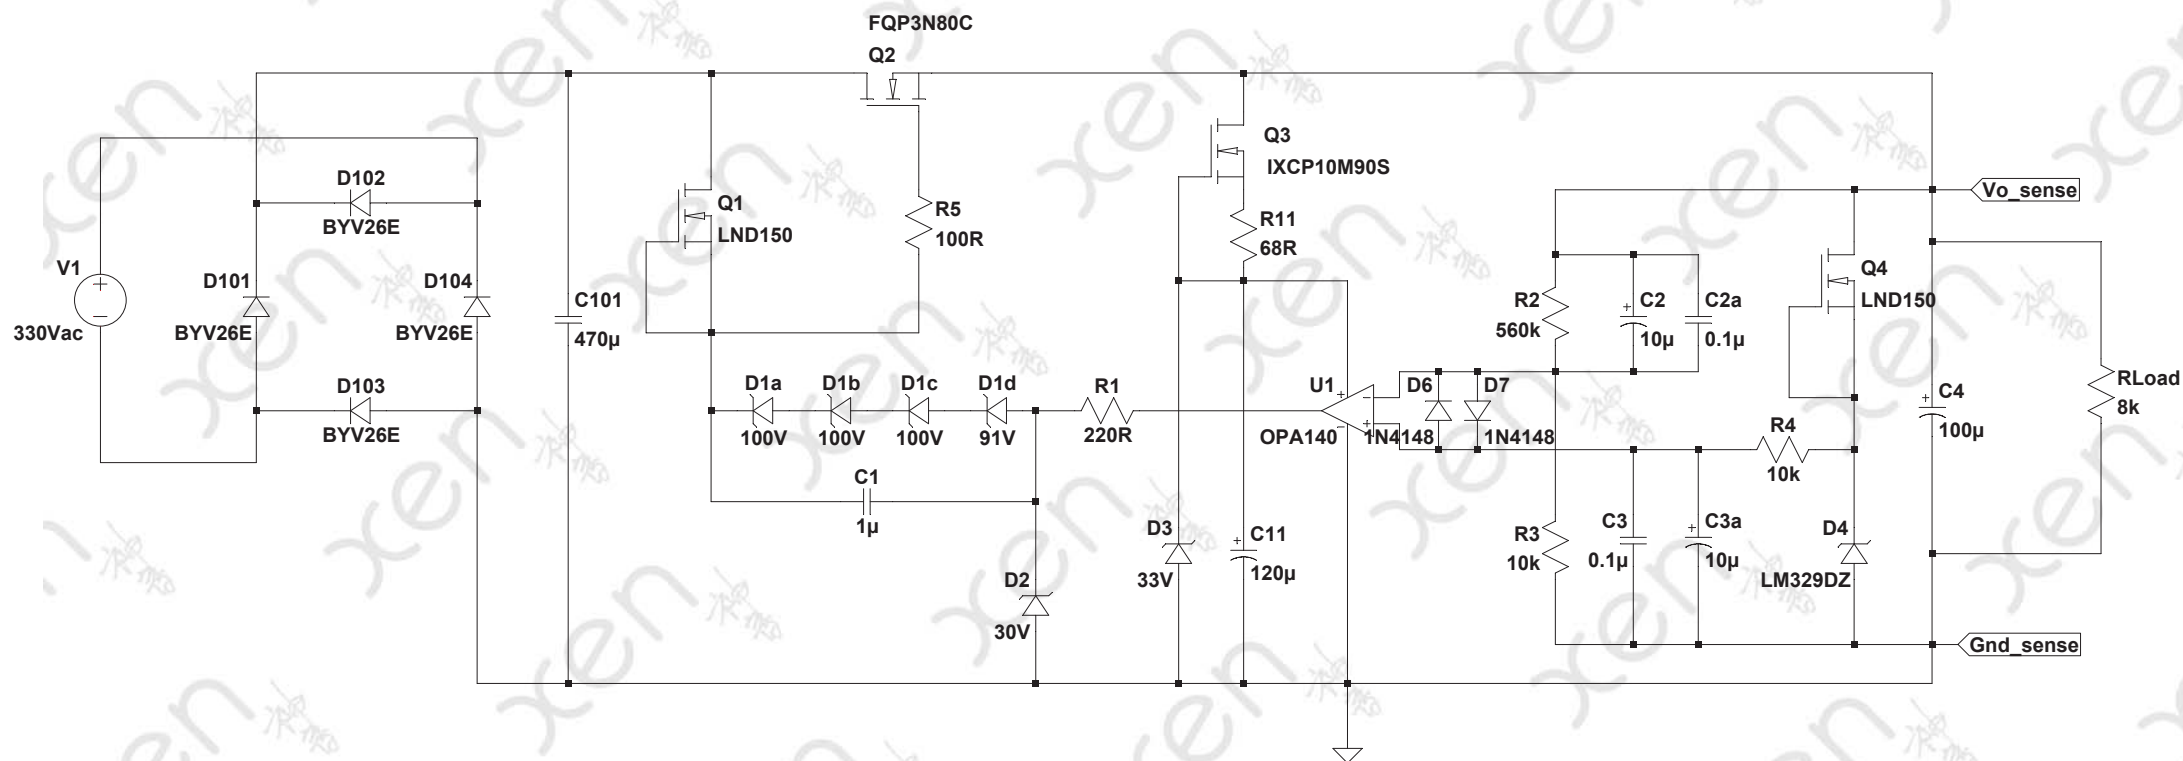 FQP3N80C
Q2
Q3
IXCP10M90S
D102
BYV26E
Q1
LND150
R5
100R
R11
68R
Vo_sense
V1
330Vac
D101
BYV26E
D104
BYV26E
C101
470µ
R2
560k
C2
10µ
C2a
0.1µ
Q4
LND150
D103
BYV26E
D1a
100V
D1b
100V
D1c
100V
D1d
91V
R1
220R
U1
OPA140
D6
1N4148
D7
1N4148
R4
10k
C4
100µ
RLoad
8k
C1
1µ
D2
30V
D3
33V
C11
120µ
R3
10k
C3
0.1µ
C3a
10µ
D4
LM329DZ
Gnd_sense
xen